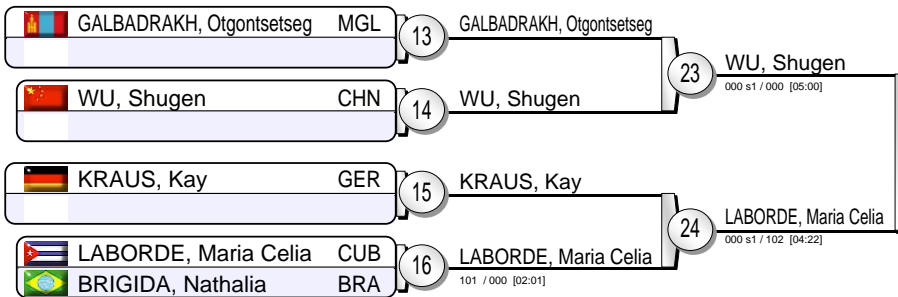 GALBADRAKH, Otgontsetseg MGL 13 GALBADRAKH, Otgontsetseg
23 WU, Shugen
000 s1 / 000 [05:00]
WU, Shugen CHN 14 WU, Shugen
KRAUS, Kay GER 15 KRAUS, Kay
24 LABORDE, Maria Celia
000 s1 / 102 [04:22]
LABORDE, Maria Celia CUB 16 LABORDE, Maria Celia
BRIGIDA, Nathalia BRA 101 / 000 [02:01]